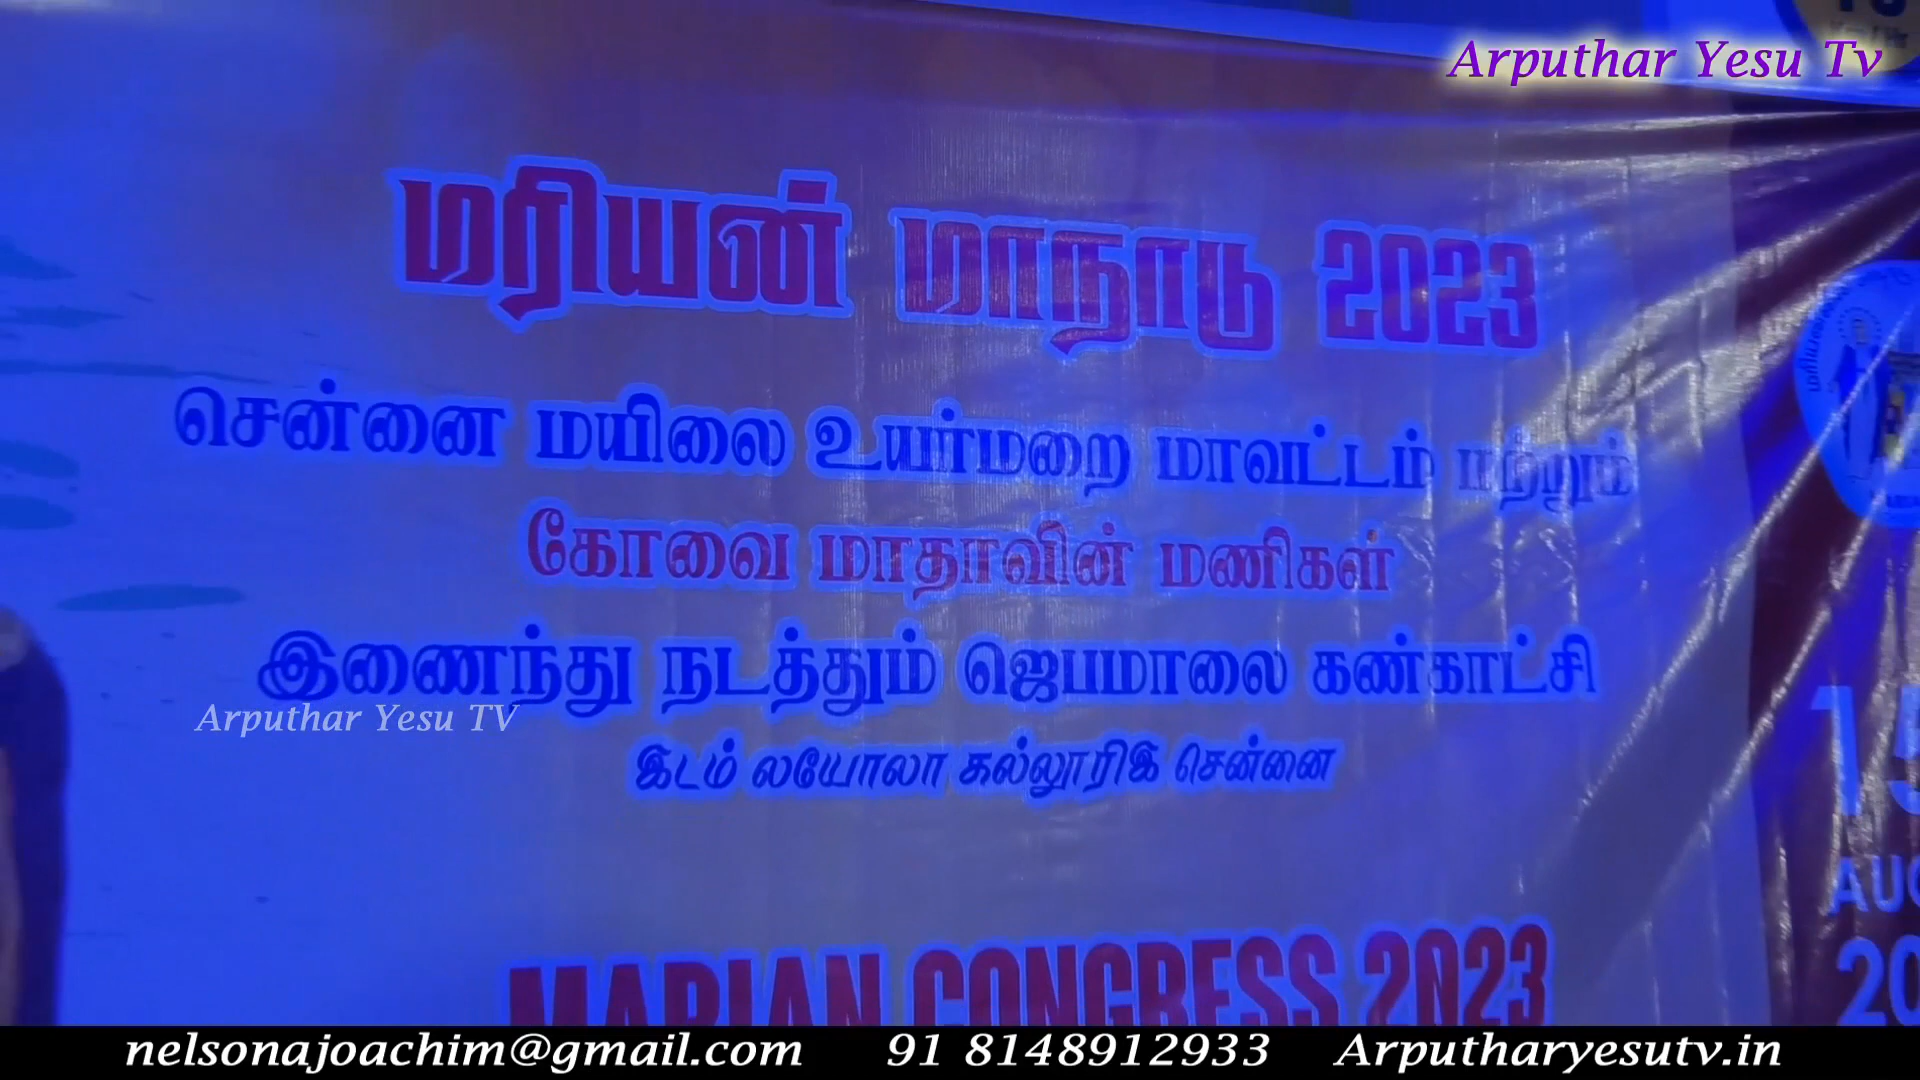 Arputhar Yesu Tv
மரியன் மாநாடு 2023
சென்னை மயிலை உயர்மறை மாவட்டம் மற்றும்
கோவை மாதாவின் மணிகள்
இணைந்து நடத்தும் ஜெபமாலை கண்காட்சி
Arputhar Yesu TV
இடம் லயோலா கல்லூரிஇ சென்னை
15
MARIAN CONGRESS 2023
nelsonajoachim@gmail.com 91 8148912933 Arputharyesutv.in